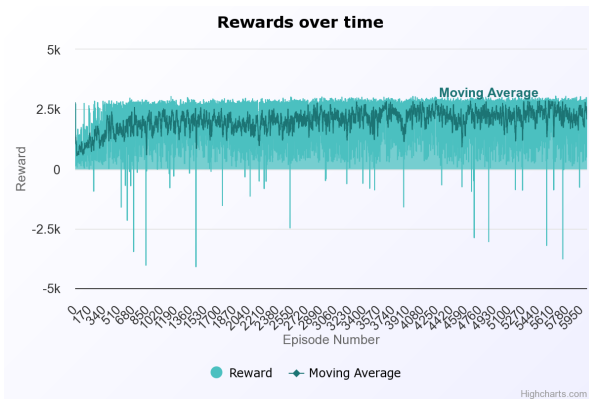 Rewards over time
5k
Moving Average
2.5k
0
-2.5k
-5k
Reward
0 170 340 510 680 850 1020 1190 1360 1530 1700 1870 2040 2210 2380 2550 2720 2890 3060 3230 3400 3570 3740 3910 4080 4250 4420 4590 4760 4930 5100 5270 5440 5610 5780 5950
Episode Number
Reward Moving Average
Highcharts.com